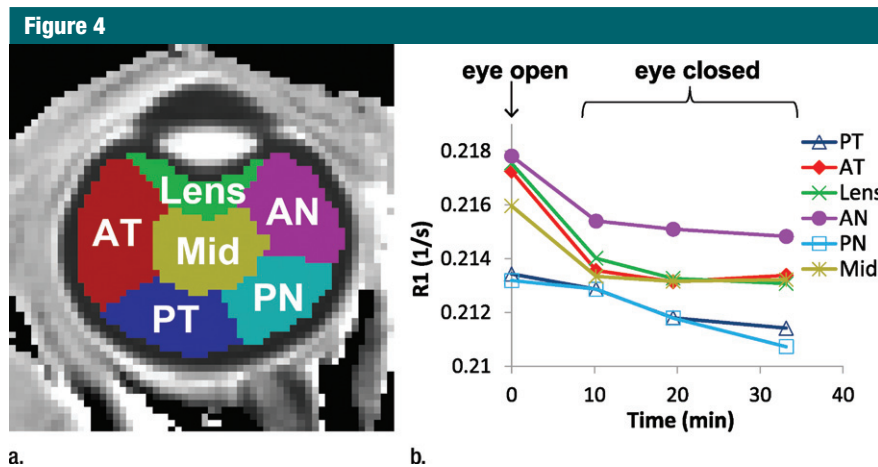 Figure 4
Lens
AT
AN
Mid
PT
PN
a.
eye open
eye closed
0.218
0.216
0.214
0.212
0.21
R1 (1/s)
0
10
20
30
40
Time (min)
PT
AT
Lens
AN
PN
Mid
b.